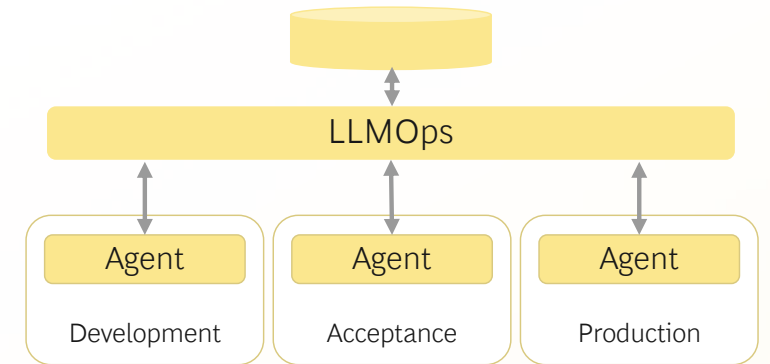 LLMOps
Agent
Agent
Agent
Development
Acceptance
Production